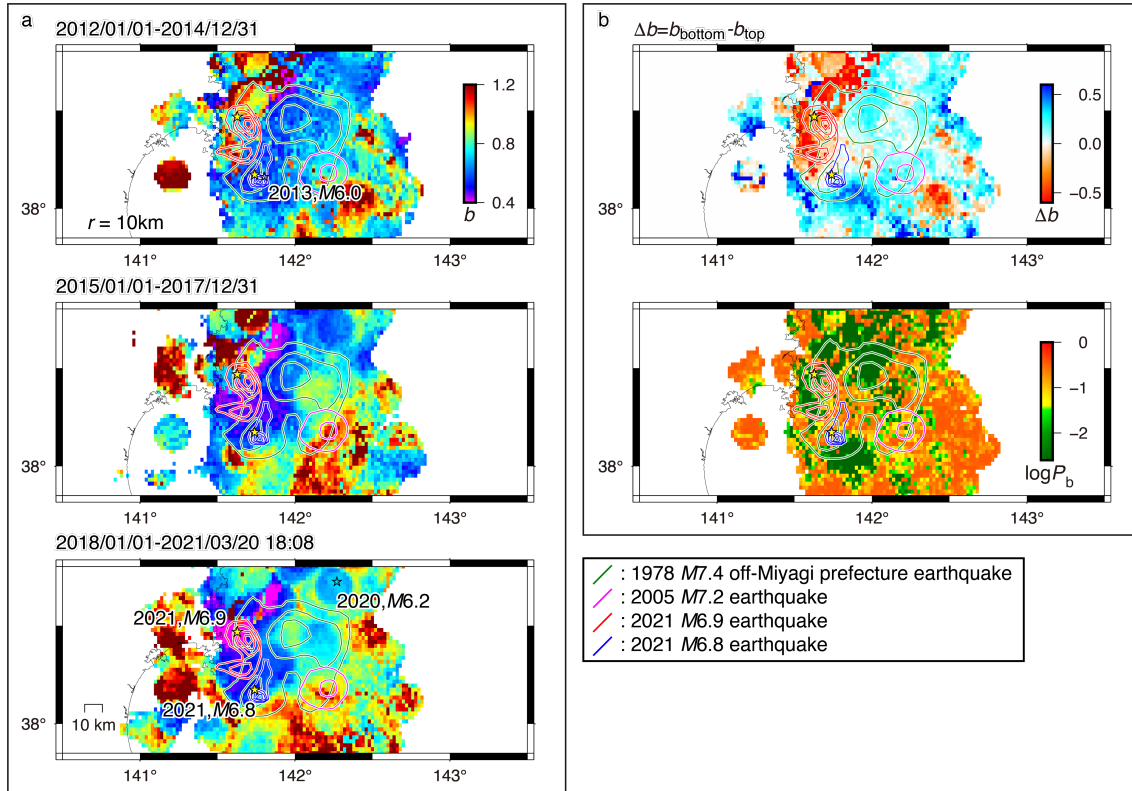 a
2012/01/01-2014/12/31
1.2
0.8
0.4
b
2013,M6.0
r = 10km
38°
141° 142° 143°
2015/01/01-2017/12/31
38°
141° 142° 143°
2018/01/01-2021/03/20 18:08
2020,M6.2
2021,M6.9
2021,M6.8
10 km
38°
141° 142° 143°
b
Δb=bbottom-btop
0.5
0.0
−0.5
Δb
38°
141° 142° 143°
0
−1
−2
logPb
38°
141° 142° 143°
: 1978 M7.4 off-Miyagi prefecture earthquake
: 2005 M7.2 earthquake
: 2021 M6.9 earthquake
: 2021 M6.8 earthquake